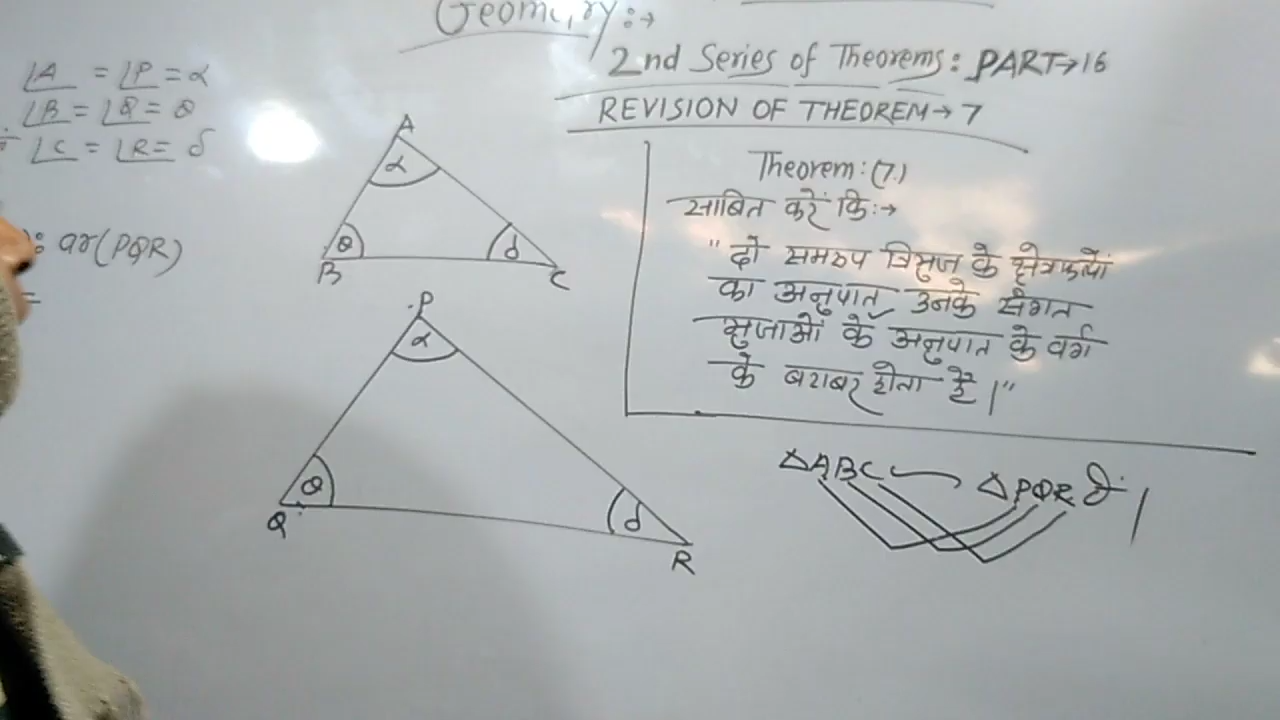 Geometry:→
2nd Series of Theorems: PART→16
REVISION OF THEOREM→7
∠A = ∠P = α
∠B = ∠Q = θ
∠C = ∠R = δ
: ar(PQR)
=
A
α
θ
δ
B
C
P
α
θ
δ
Q
R
Theorem:(7.)
साबित करें कि:→
"दो समरुप त्रिभुज के क्षेत्रफलों
का अनुपात उनके संगत
भुजाओं के अनुपात के वर्ग
के बराबर होता है।"
ΔABC ~ ΔPQR है।